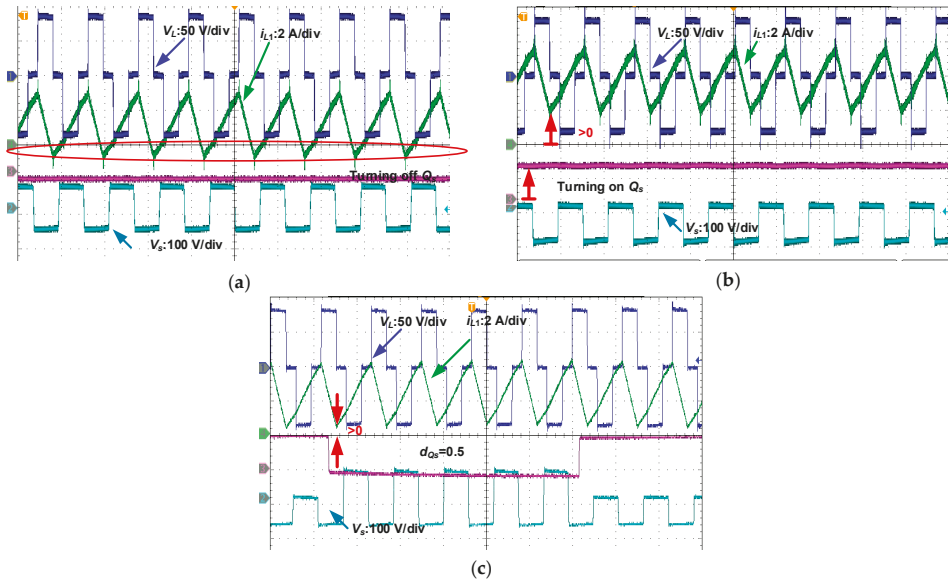 T
V_L:50 V/div
i_L1:2 A/div
Turning off Q_s
V_s:100 V/div
(a)
T
V_L:50 V/div
i_L1:2 A/div
>0
Turning on Q_s
V_s:100 V/div
(b)
T
V_L:50 V/div
i_L1:2 A/div
>0
d_Qs=0.5
V_s:100 V/div
(c)